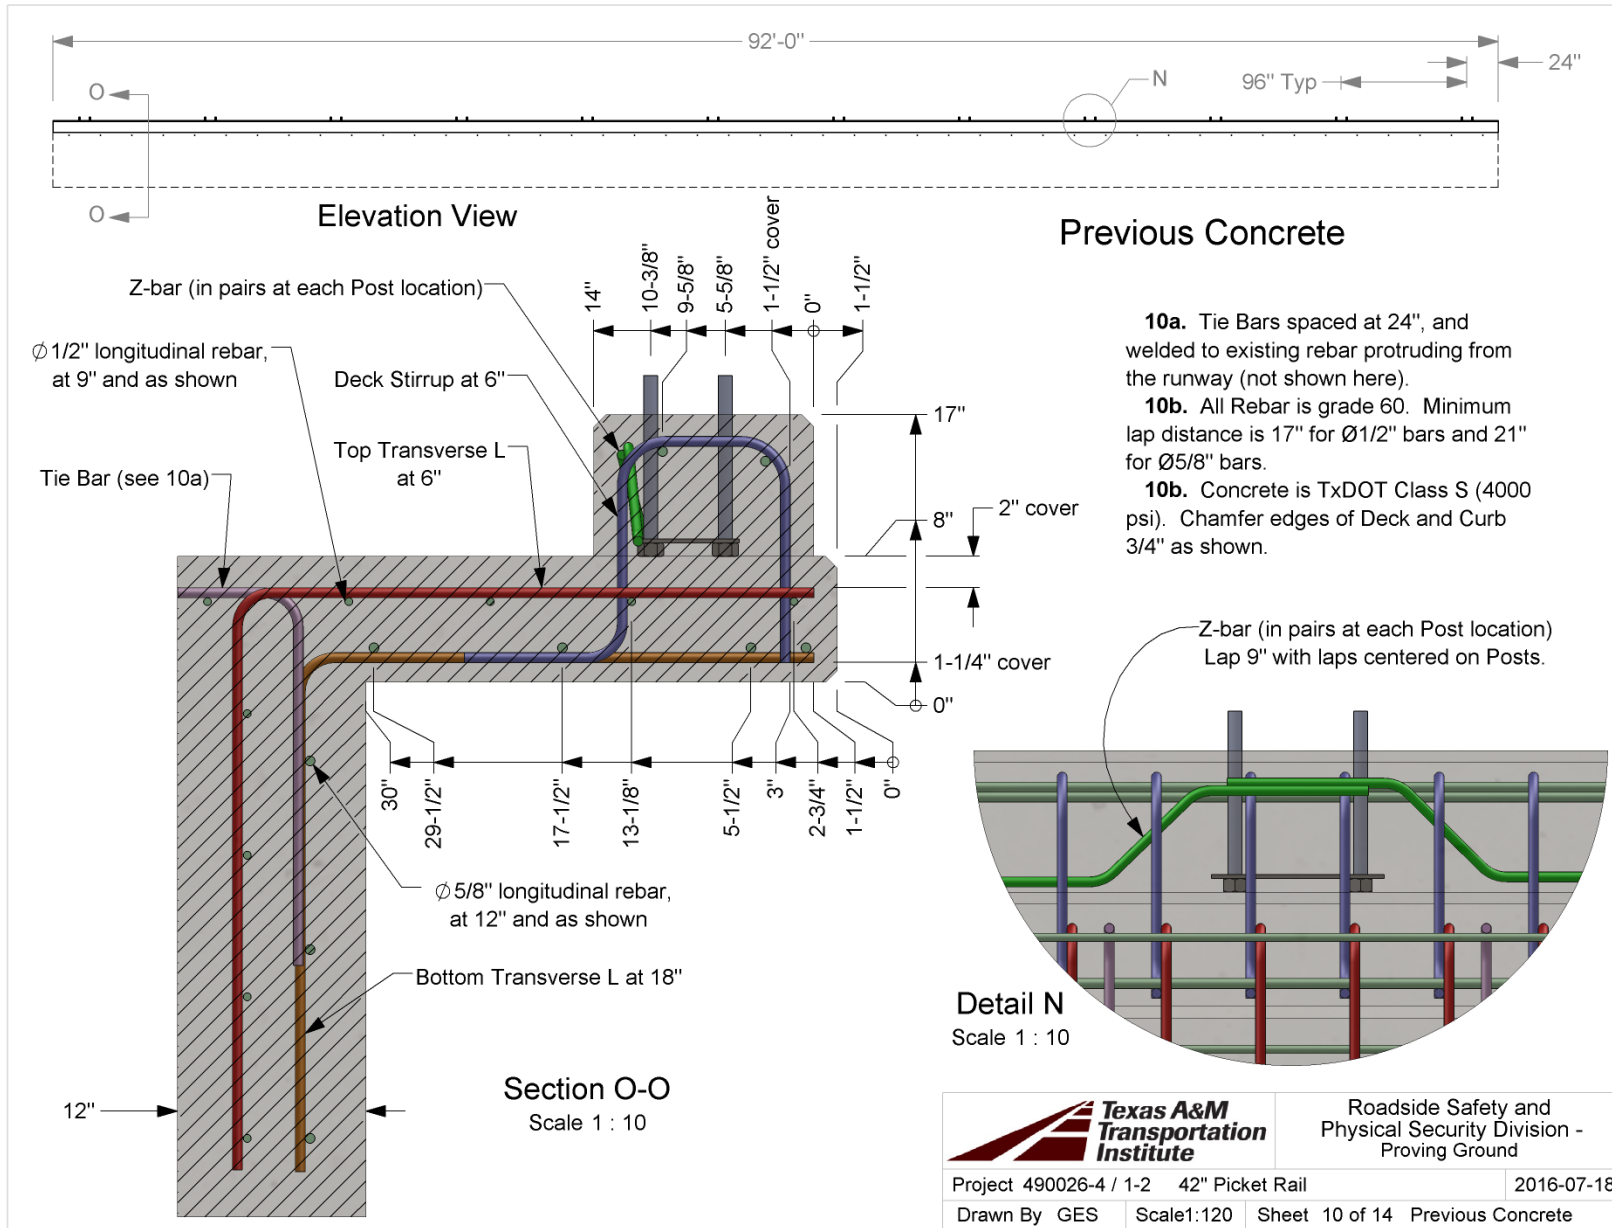 92'-0"
24"
96" Typ
N
O
O
Elevation View
Previous Concrete
Z-bar (in pairs at each Post location)
Ø 1/2" longitudinal rebar,
at 9" and as shown
Deck Stirrup at 6"
Top Transverse L
at 6"
Tie Bar (see 10a)
14"
10-3/8"
9-5/8"
5-5/8"
1-1/2" cover
0"
1-1/2"
17"
8"
2" cover
1-1/4" cover
0"
30"
29-1/2"
17-1/2"
13-1/8"
5-1/2"
3"
2-3/4"
1-1/2"
0"
Ø 5/8" longitudinal rebar,
at 12" and as shown
Bottom Transverse L at 18"
12"
Section O-O
Scale 1 : 10
10a. Tie Bars spaced at 24", and
welded to existing rebar protruding from
the runway (not shown here).
10b. All Rebar is grade 60. Minimum
lap distance is 17" for Ø1/2" bars and 21"
for Ø5/8" bars.
10b. Concrete is TxDOT Class S (4000
psi). Chamfer edges of Deck and Curb
3/4" as shown.
Z-bar (in pairs at each Post location)
Lap 9" with laps centered on Posts.
Detail N
Scale 1 : 10
Texas A&M
Transportation
Institute
Roadside Safety and
Physical Security Division -
Proving Ground
Project 490026-4 / 1-2 42" Picket Rail 2016-07-18
Drawn By GES Scale1:120 Sheet 10 of 14 Previous Concrete